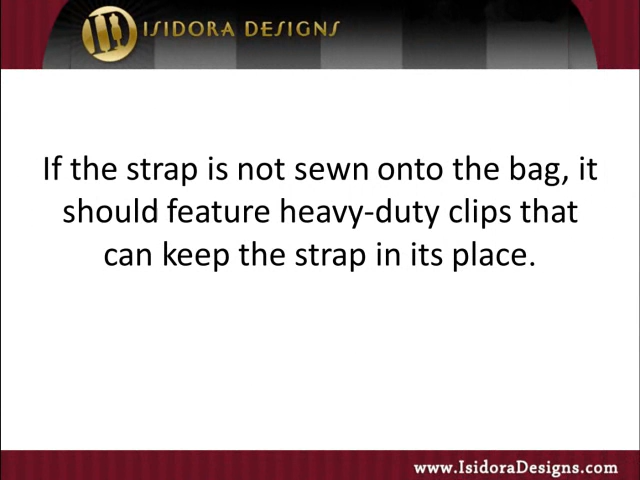 ISIDORA DESIGNS
If the strap is not sewn onto the bag, it
should feature heavy-duty clips that
can keep the strap in its place.
www.IsidoraDesigns.com